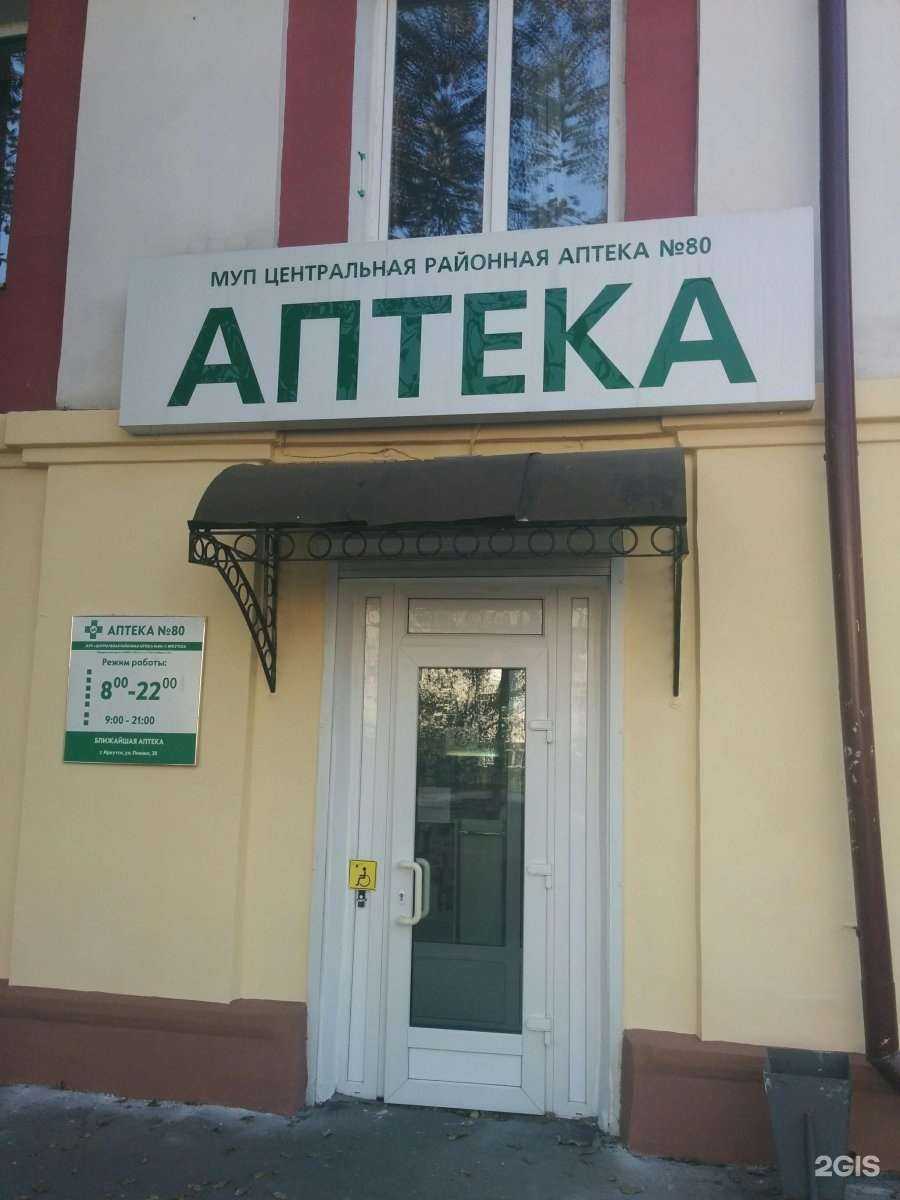 МУП ЦЕНТРАЛЬНАЯ РАЙОННАЯ АПТЕКА №80
АПТЕКА
АПТЕКА №80
Режим работы:
8⁰⁰-22⁰⁰
9:00 - 21:00
БЛИЖАЙШАЯ АПТЕКА
2GIS